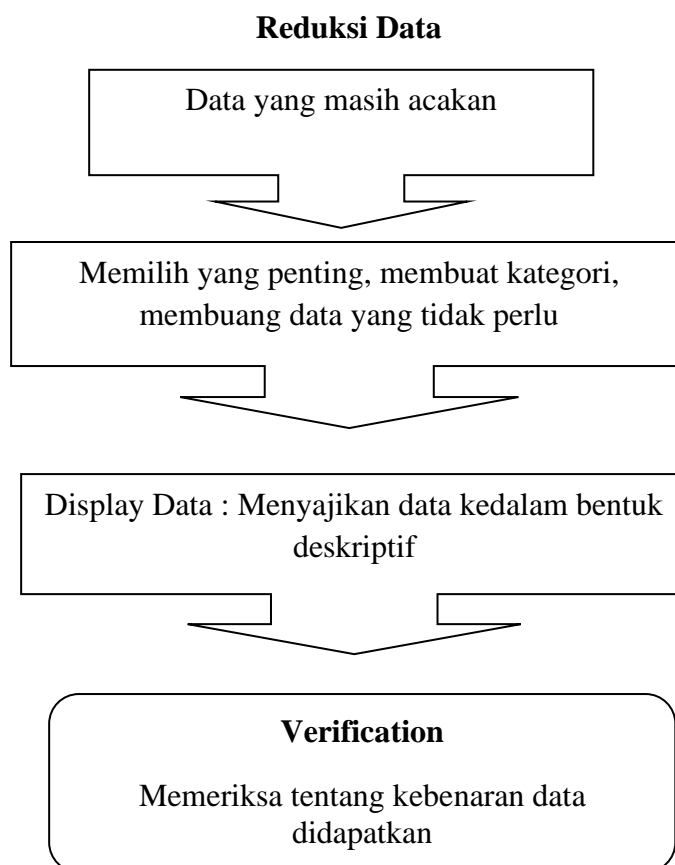 Reduksi Data
Data yang masih acakan
Memilih yang penting, membuat kategori,
membuang data yang tidak perlu
Display Data : Menyajikan data kedalam bentuk
deskriptif
Verification
Memeriksa tentang kebenaran data
didapatkan